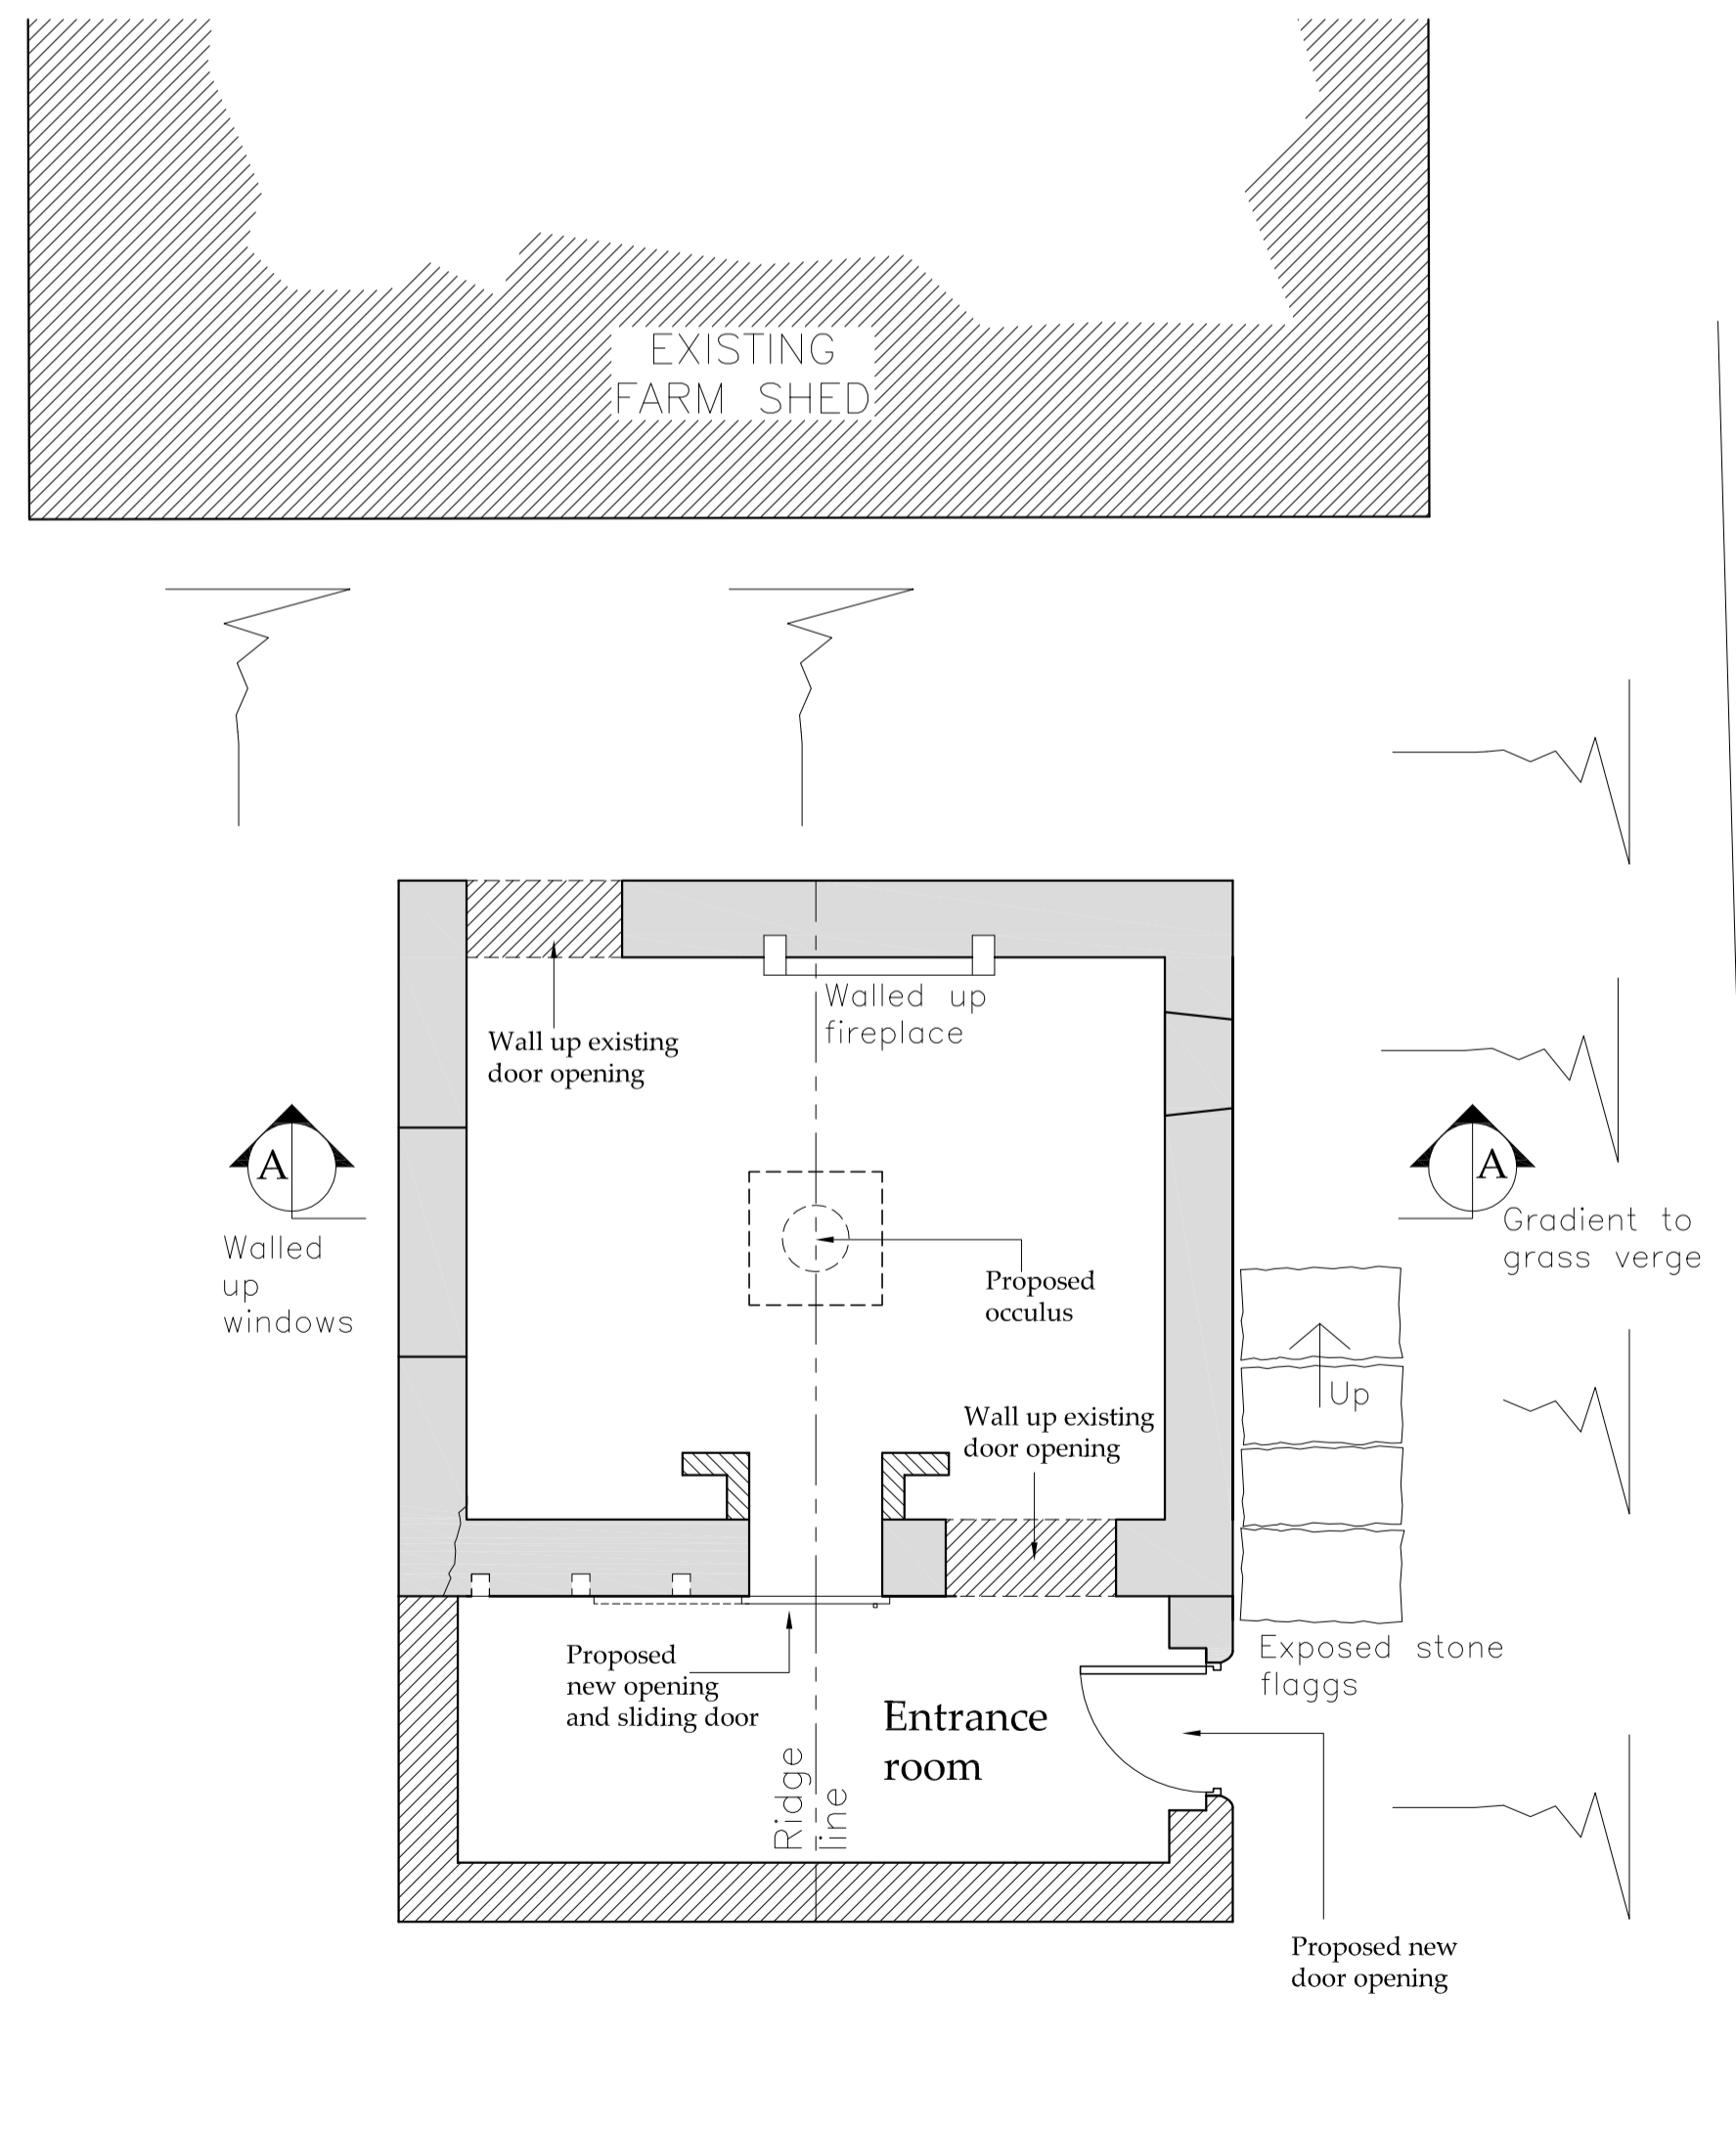 EXISTING
FARM SHED
Walled up
fireplace
Wall up existing
door opening
A
A
Walled
up
windows
Gradient to
grass verge
Proposed
occulus
Up
Wall up existing
door opening
Proposed
new opening
and sliding door
Exposed stone
flaggs
Entrance
room
Ridge
line
Proposed new
door opening